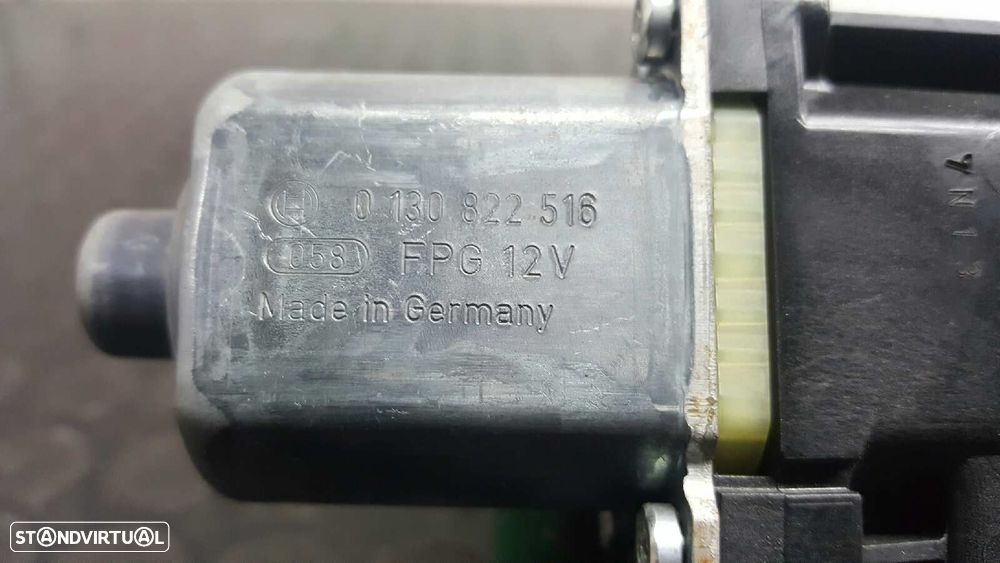 0 130 822 516
058 FPG 12V
Made in Germany
STANDVIRTUAL